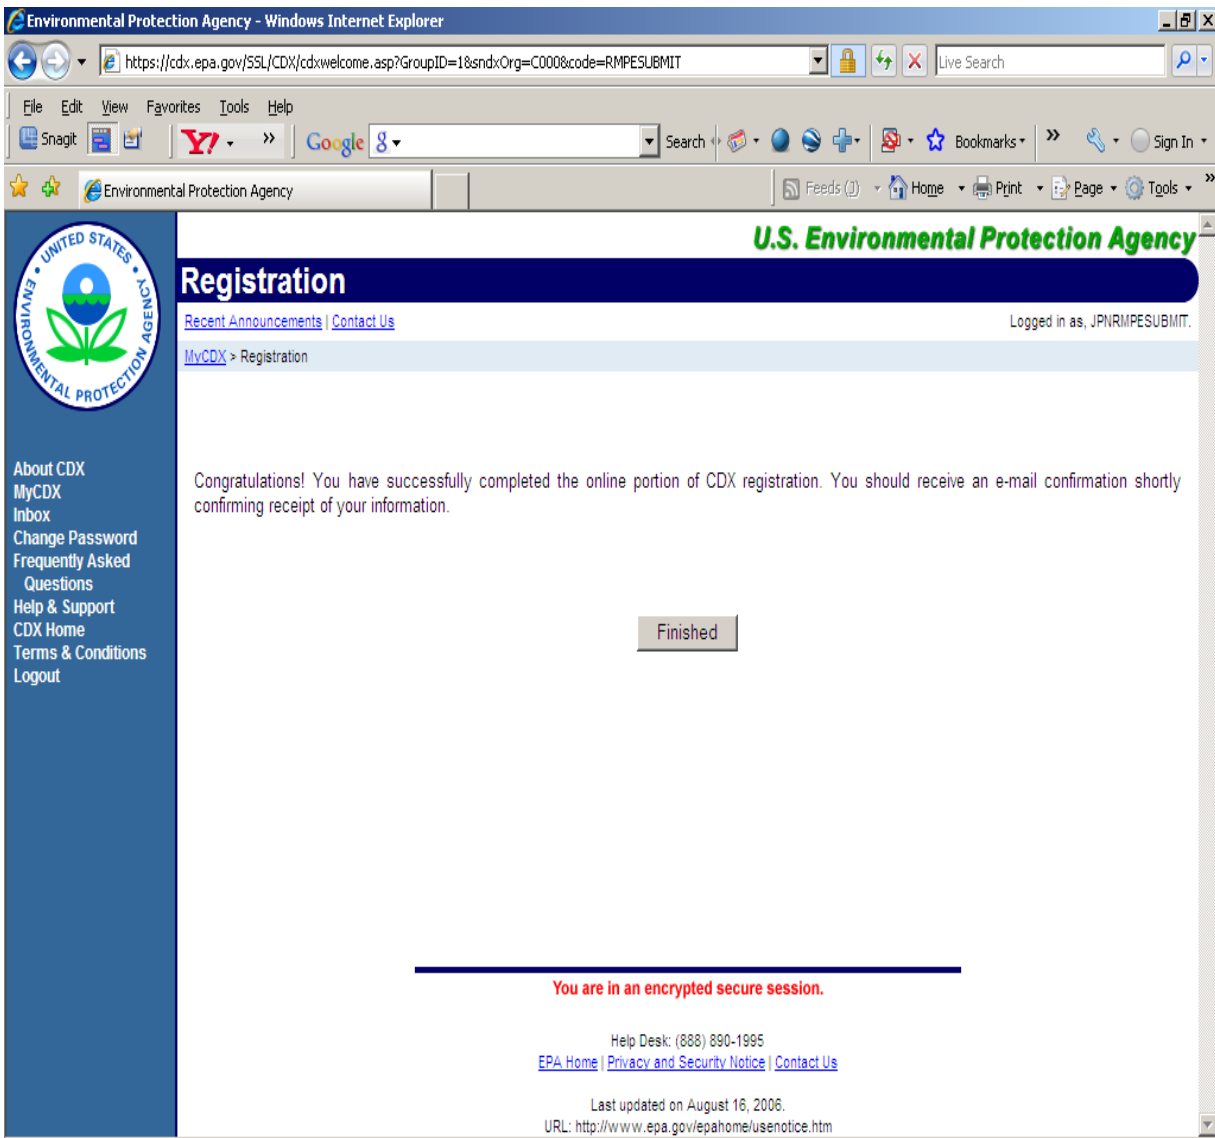 Environmental Protection Agency - Windows Internet Explorer
https://cdx.epa.gov/SSL/CDX/cdxwelcome.asp?GroupID=1&sndxOrg=C000&code=RMPESUBMIT
Live Search
File Edit View Favorites Tools Help
Snagit Y! » Google g Search Bookmarks » Sign In
Environmental Protection Agency Feeds (J) Home Print Page Tools »
UNITED STATES
ENVIRONMENTAL PROTECTION AGENCY
U.S. Environmental Protection Agency
Registration
Recent Announcements | Contact Us Logged in as, JPNRMPESUBMIT.
MyCDX > Registration
About CDX
MyCDX
Inbox
Change Password
Frequently Asked
Questions
Help & Support
CDX Home
Terms & Conditions
Logout
Congratulations! You have successfully completed the online portion of CDX registration. You should receive an e-mail confirmation shortly
confirming receipt of your information.
Finished
You are in an encrypted secure session.
Help Desk: (888) 890-1995
EPA Home | Privacy and Security Notice | Contact Us
Last updated on August 16, 2006.
URL: http://www.epa.gov/epahome/usenotice.htm